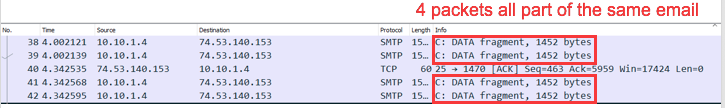 4 packets all part of the same email
No. Time Source Destination Protocol Length Info
38 4.002121 10.10.1.4 74.53.140.153 SMTP 15… C: DATA fragment, 1452 bytes
39 4.002139 10.10.1.4 74.53.140.153 SMTP 15… C: DATA fragment, 1452 bytes
40 4.342435 74.53.140.153 10.10.1.4 TCP 60 25 → 1470 [ACK] Seq=463 Ack=5959 Win=17424 Len=0
41 4.342568 10.10.1.4 74.53.140.153 SMTP 15… C: DATA fragment, 1452 bytes
42 4.342595 10.10.1.4 74.53.140.153 SMTP 15… C: DATA fragment, 1452 bytes